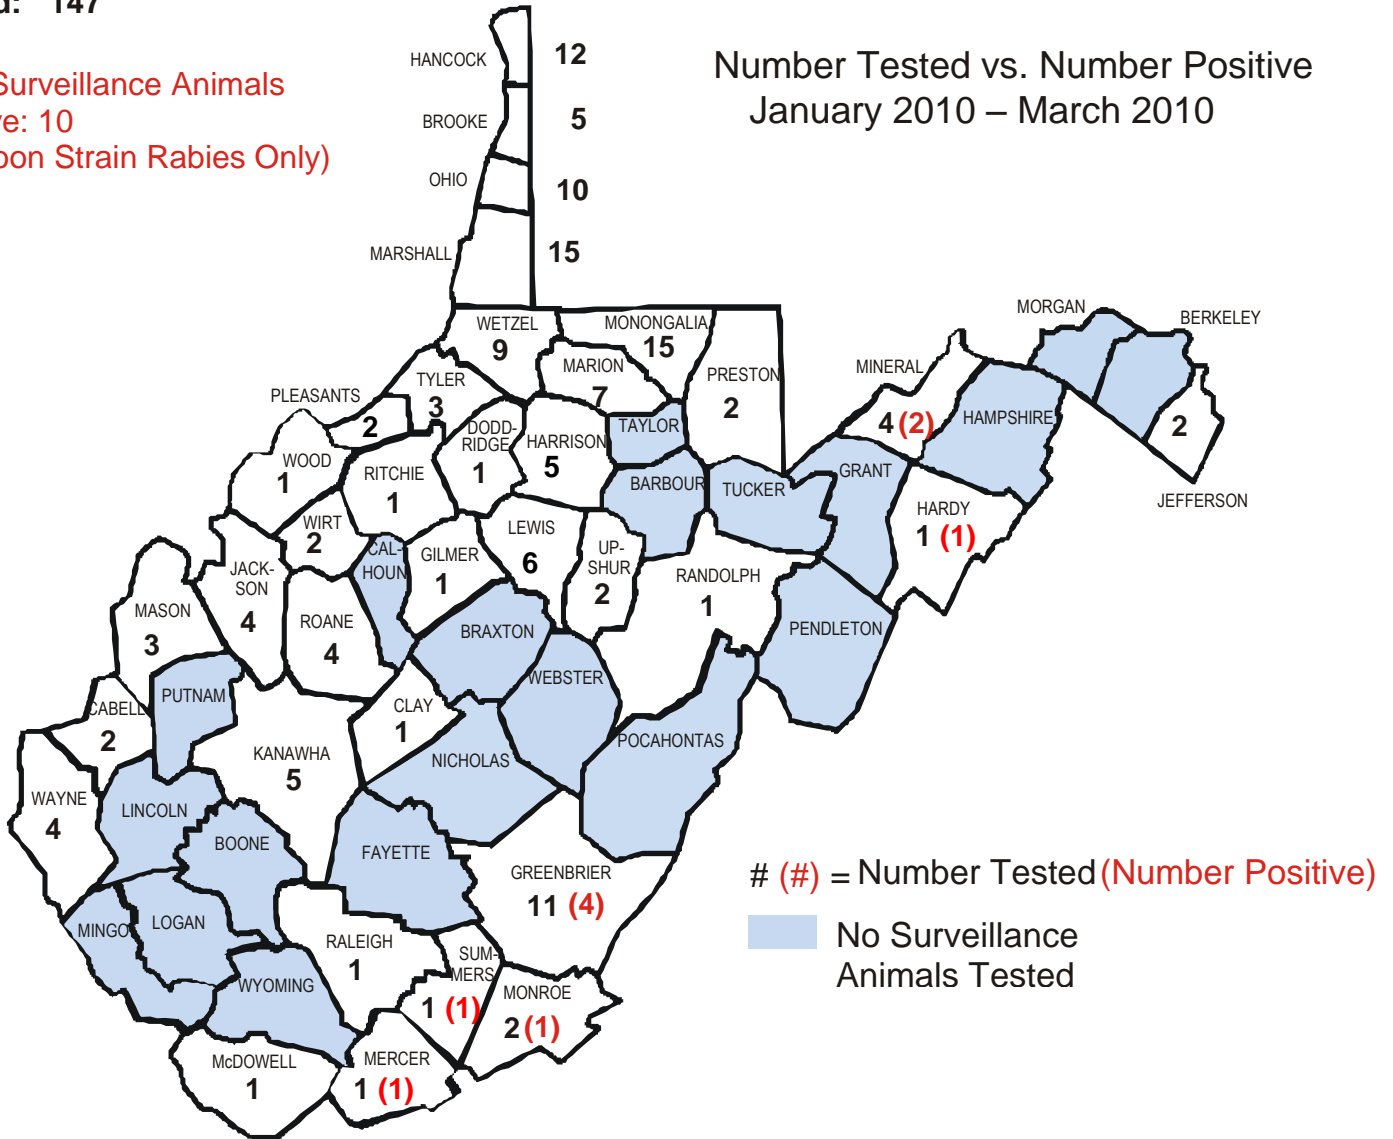 147
Surveillance Animals
10
Strain Rabies Only)
Number Tested vs. Number Positive
January 2010 – March 2010
HANCOCK 12
BROOKE 5
OHIO 10
MARSHALL 15
WETZEL
9
MONONGALIA
15
MARION
7
PRESTON
2
TYLER
3
PLEASANTS
2
WOOD
1
RITCHIE
1
DODD-
RIDGE
1
HARRISON
5
TAYLOR
BARBOUR
TUCKER
MINERAL
4 (2)
MORGAN
BERKELEY
HAMPSHIRE
2
JEFFERSON
GRANT
HARDY
1 (1)
WIRT
2
CAL-
HOUN
GILMER
1
LEWIS
6
UP-
SHUR
2
RANDOLPH
1
PENDLETON
JACK-
SON
4
ROANE
4
MASON
3
BRAXTON
WEBSTER
PUTNAM
CABELL
2
CLAY
1
KANAWHA
5
NICHOLAS
POCAHONTAS
WAYNE
4
LINCOLN
BOONE
FAYETTE
GREENBRIER
11 (4)
# (#) = Number Tested (Number Positive)
No Surveillance
Animals Tested
MINGO
LOGAN
RALEIGH
1
SUM-
MERS
1 (1)
MONROE
2 (1)
WYOMING
McDOWELL
1
MERCER
1 (1)